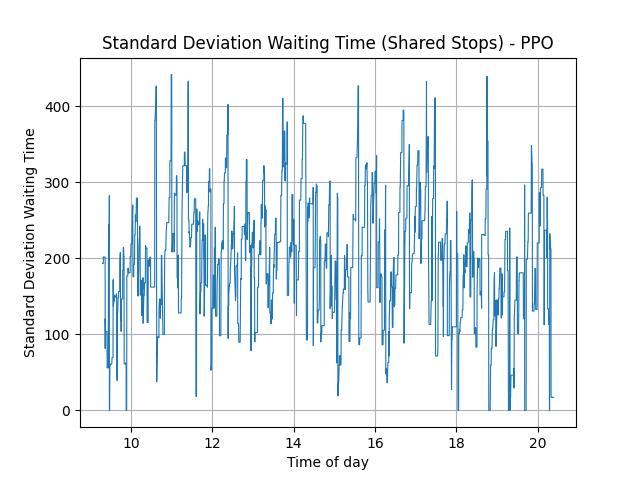 Standard Deviation Waiting Time (Shared Stops) - PPO
Standard Deviation Waiting Time
400
300
200
100
0
10 12 14 16 18 20
Time of day